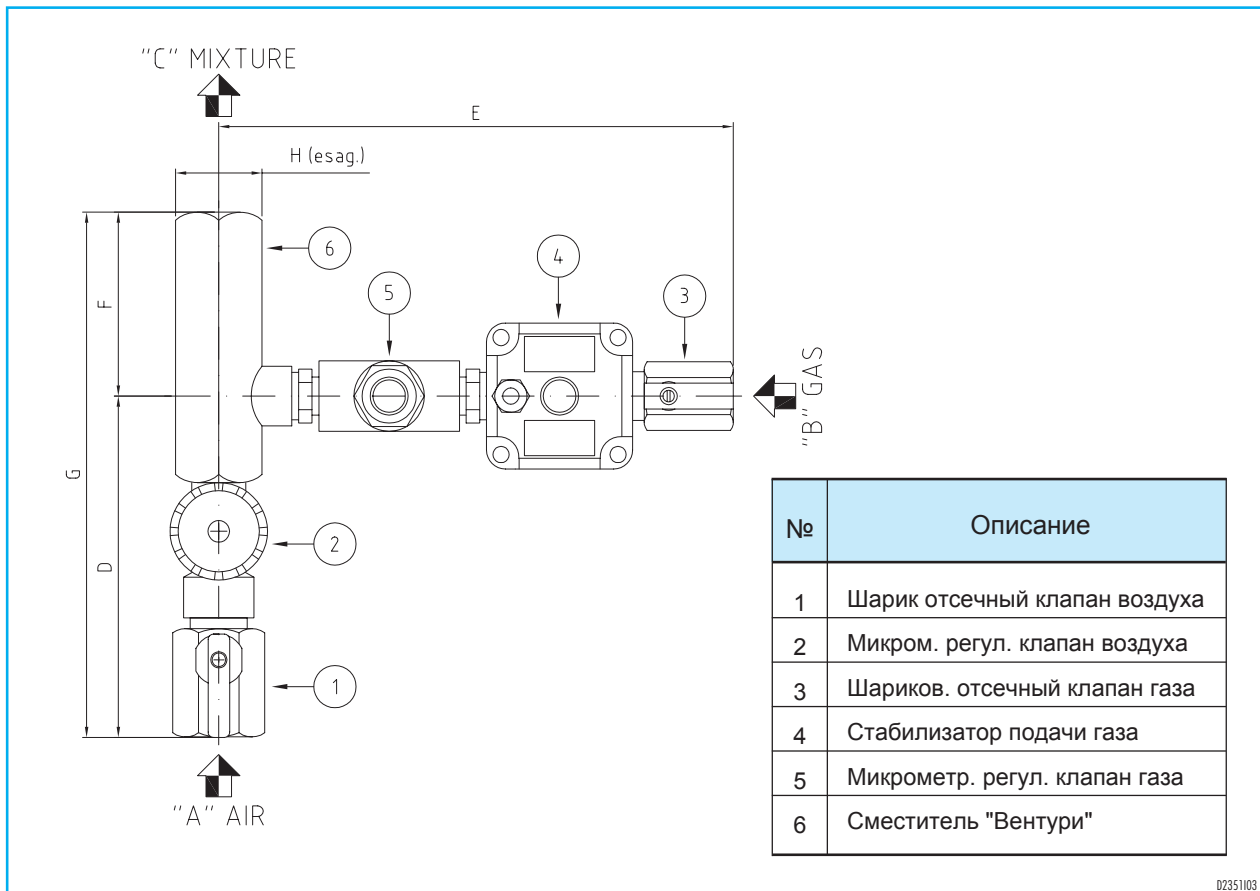 "C" MIXTURE
E
H (esag.)
6
4
5
3
F
"B" GAS
G
2
D
1
"A" AIR
№ Описание
1 Шарик отсечный клапан воздуха
2 Микром. регул. клапан воздуха
3 Шариков. отсечный клапан газа
4 Стабилизатор подачи газа
5 Микрометр. регул. клапан газа
6 Сместитель "Вентури"
D2351I03